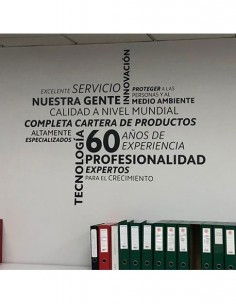 INNOVACIÓN
EXCELENTE SERVICIO
PROTEGER A LAS
PERSONAS Y AL
MEDIO AMBIENTE
NUESTRA GENTE
CALIDAD A NIVEL MUNDIAL
COMPLETA CARTERA DE PRODUCTOS
ALTAMENTE
ESPECIALIZADOS
60 AÑOS DE
EXPERIENCIA
TECNOLOGÍA
PROFESIONALIDAD
EXPERTOS
PARA EL CRECIMIENTO